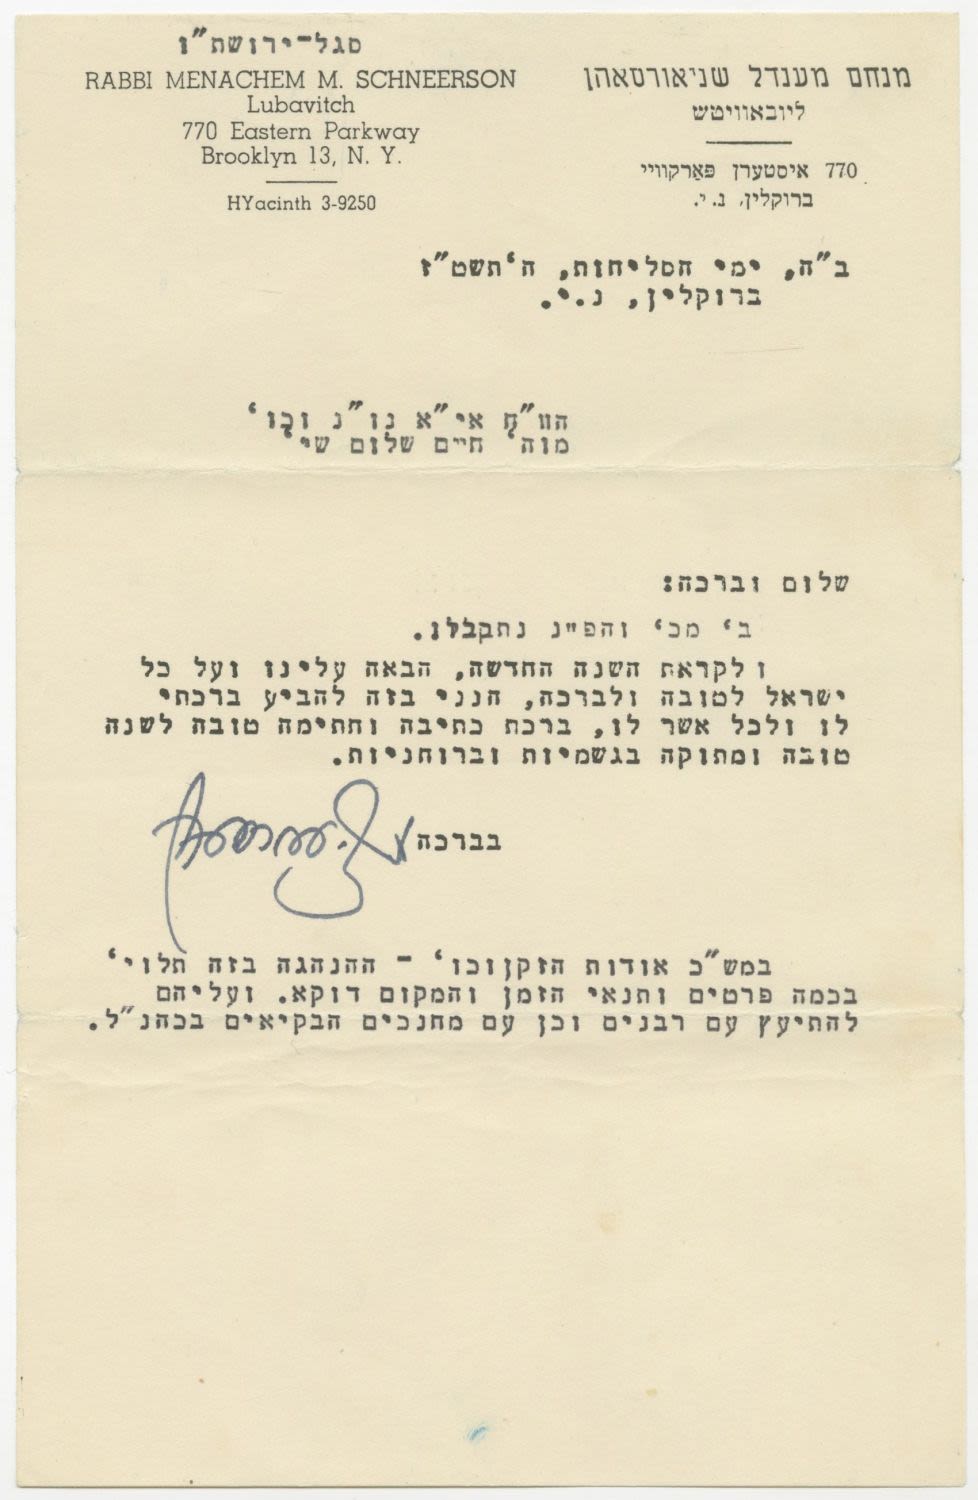 סגל-ירושת"ו
RABBI MENACHEM M. SCHNEERSON
Lubavitch
770 Eastern Parkway
Brooklyn 13, N. Y.
HYacinth 3-9250
מנחם מענדל שניאורסאהן
ליובאוויטש
770 איסטערן פּאַרקוויי
ברוקלין, נ. י.
ב"ה, ימי הסליחות, ה'תשט"ז
ברוקלין, נ.י.
הוו"ח אי"א נו"נ וכו'
מוה' חיים שלום שי'
שלום וברכה:
ב' מכ' והפ"נ נתקבלו.
ולקראת השנה החדשה, הבאה עלינו ועל כל
ישראל לטובה ולברכה, הנני בזה להביע ברכתי
לו ולכל אשר לו, ברכת כתיבה וחתימה טובה לשנה
טובה ומתוקה בגשמיות וברוחניות.
בברכה
במש"כ אודות הזקן וכו' - ההנהגה בזה תלוי'
בכמה פרטים ותנאי הזמן והמקום דוקא. ועליהם
להתיעץ עם רבנים וכן עם מחנכים הבקיאים בכהנ"ל.